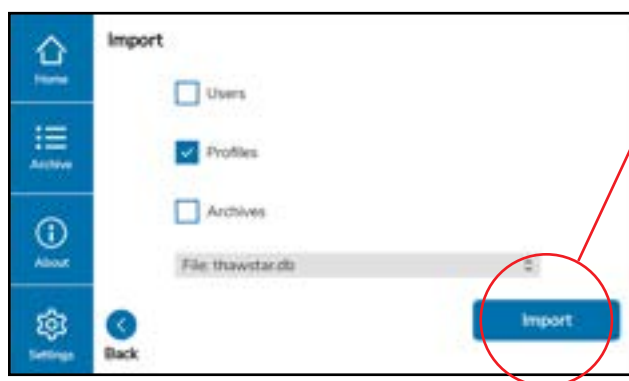 Import
Home
Users
Archive
Profiles
Archives
About
File: thawstar.db
Import
Settings
Back